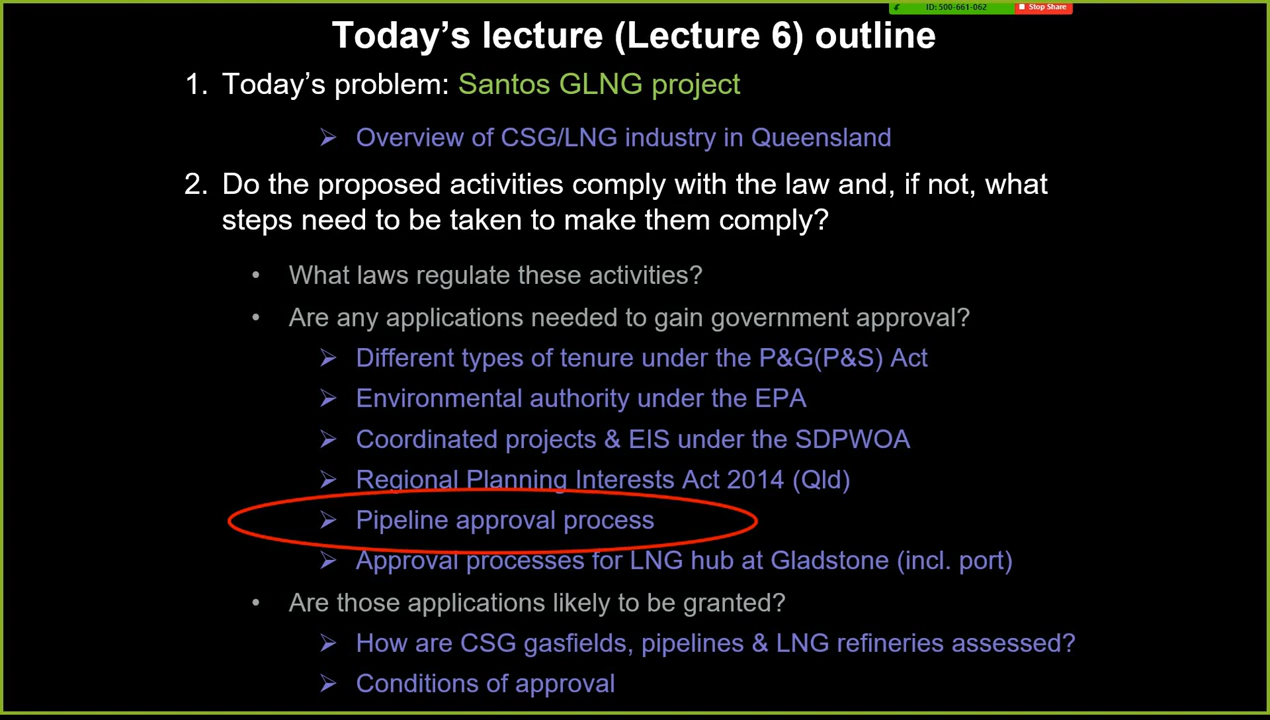 ID: 500-661-062
Stop Share
Today's lecture (Lecture 6) outline
1. Today's problem: Santos GLNG project
➢ Overview of CSG/LNG industry in Queensland
2. Do the proposed activities comply with the law and, if not, what
steps need to be taken to make them comply?
• What laws regulate these activities?
• Are any applications needed to gain government approval?
➢ Different types of tenure under the P&G(P&S) Act
➢ Environmental authority under the EPA
➢ Coordinated projects & EIS under the SDPWOA
➢ Regional Planning Interests Act 2014 (Qld)
➢ Pipeline approval process
➢ Approval processes for LNG hub at Gladstone (incl. port)
• Are those applications likely to be granted?
➢ How are CSG gasfields, pipelines & LNG refineries assessed?
➢ Conditions of approval